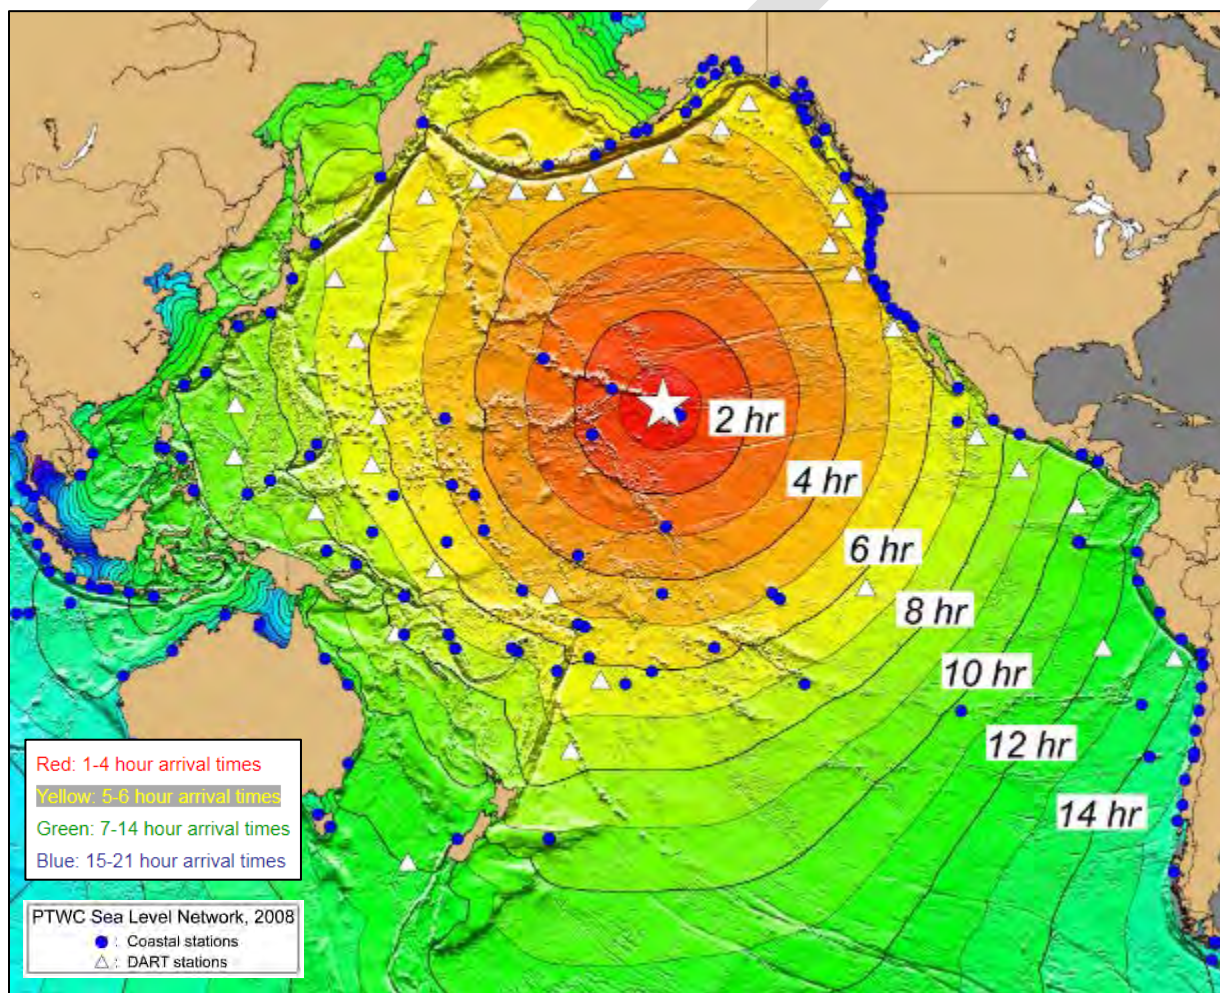 2 hr
4 hr
6 hr
8 hr
10 hr
12 hr
14 hr
Red: 1-4 hour arrival times
Yellow: 5-6 hour arrival times
Green: 7-14 hour arrival times
Blue: 15-21 hour arrival times
PTWC Sea Level Network, 2008
: Coastal stations
: DART stations